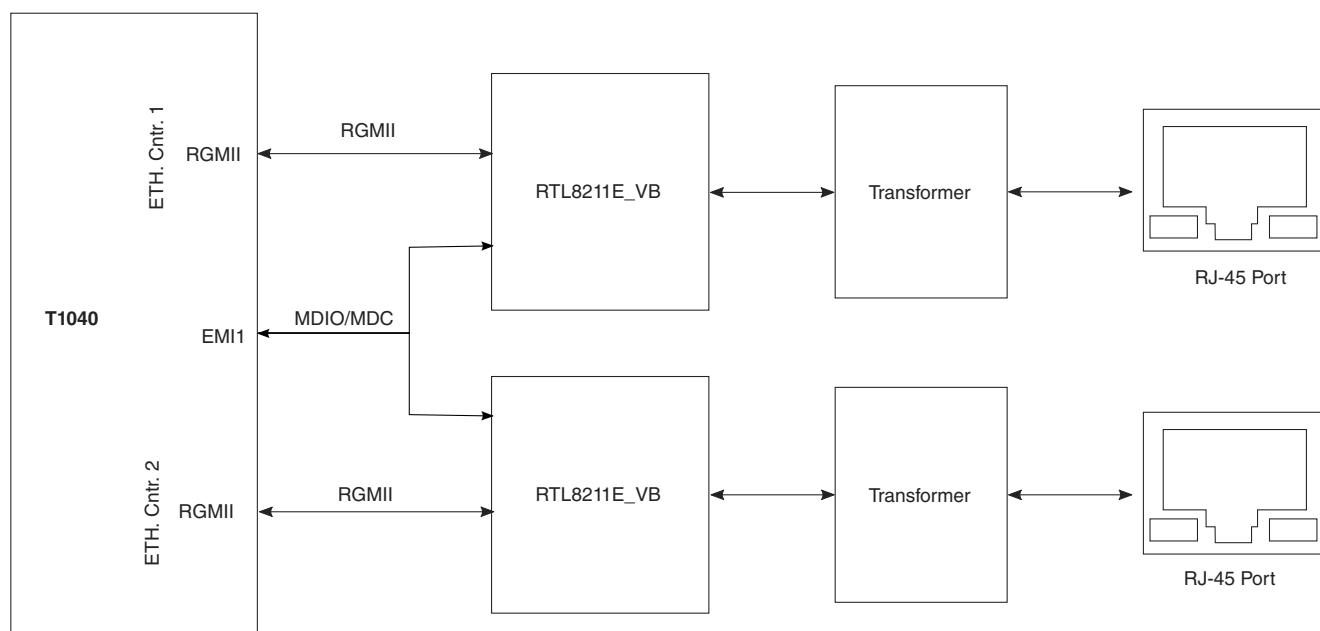 ETH. Cntr. 1
RGMII
RGMII
RTL8211E_VB
Transformer
RJ-45 Port
T1040
EMI1
MDIO/MDC
ETH. Cntr. 2
RGMII
RGMII
RTL8211E_VB
Transformer
RJ-45 Port